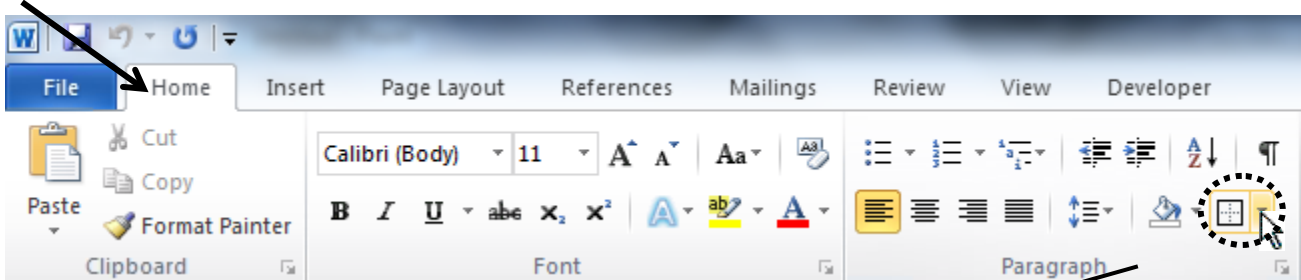 W
File Home Insert Page Layout References Mailings Review View Developer
Cut
Copy
Paste
Format Painter
Calibri (Body) 11 A A Aa Aa
B I U abc x₂ x² A ab A
A Z ¶
Clipboard Font Paragraph